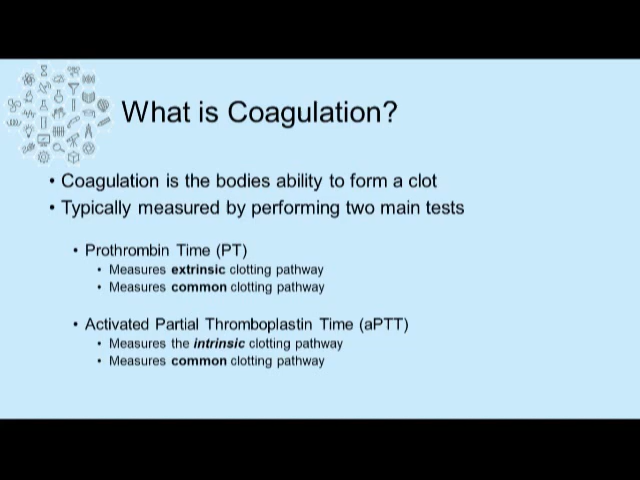 What is Coagulation?
• Coagulation is the bodies ability to form a clot
• Typically measured by performing two main tests
• Prothrombin Time (PT)
• Measures extrinsic clotting pathway
• Measures common clotting pathway
• Activated Partial Thromboplastin Time (aPTT)
• Measures the intrinsic clotting pathway
• Measures common clotting pathway